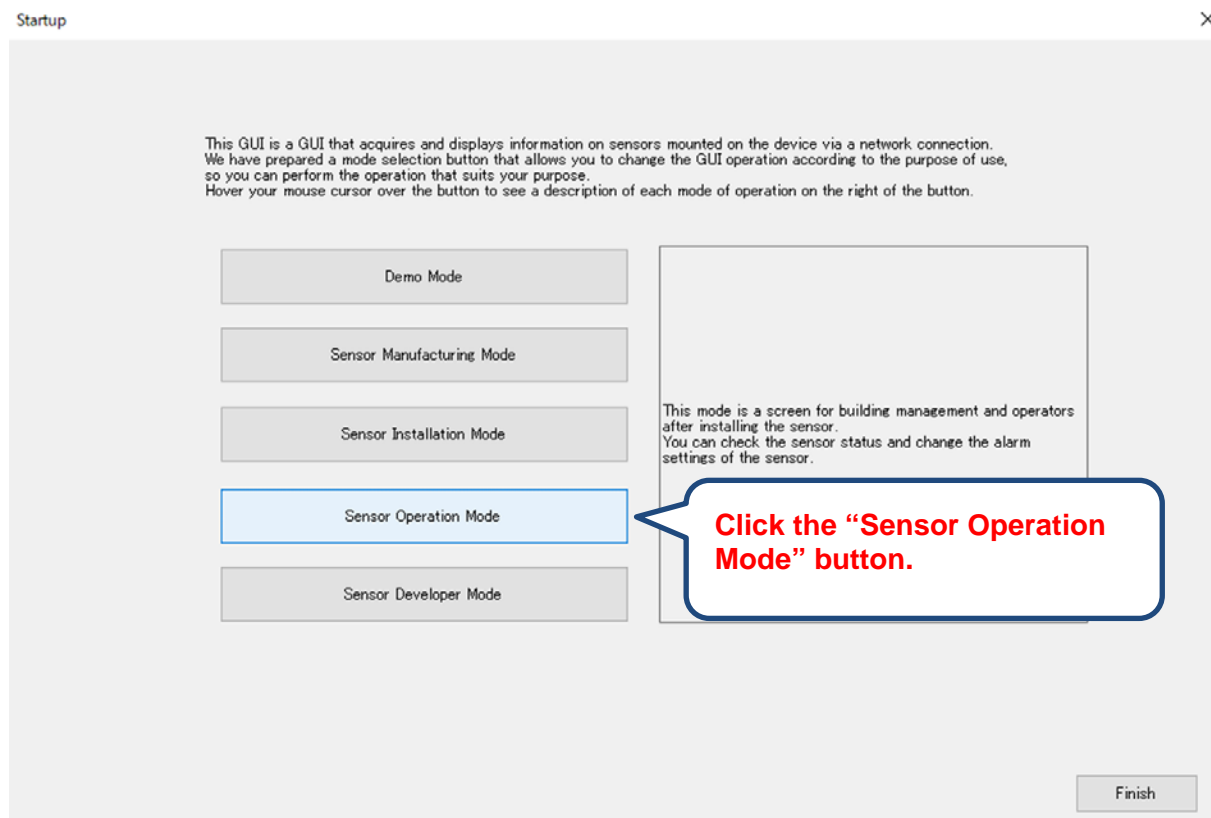 Startup
This GUI is a GUI that acquires and displays information on sensors mounted on the device via a network connection.
We have prepared a mode selection button that allows you to change the GUI operation according to the purpose of use,
so you can perform the operation that suits your purpose.
Hover your mouse cursor over the button to see a description of each mode of operation on the right of the button.
Demo Mode
Sensor Manufacturing Mode
Sensor Installation Mode
Sensor Operation Mode
Sensor Developer Mode
This mode is a screen for building management and operators
after installing the sensor.
You can check the sensor status and change the alarm
settings of the sensor.
Click the “Sensor Operation
Mode” button.
Finish